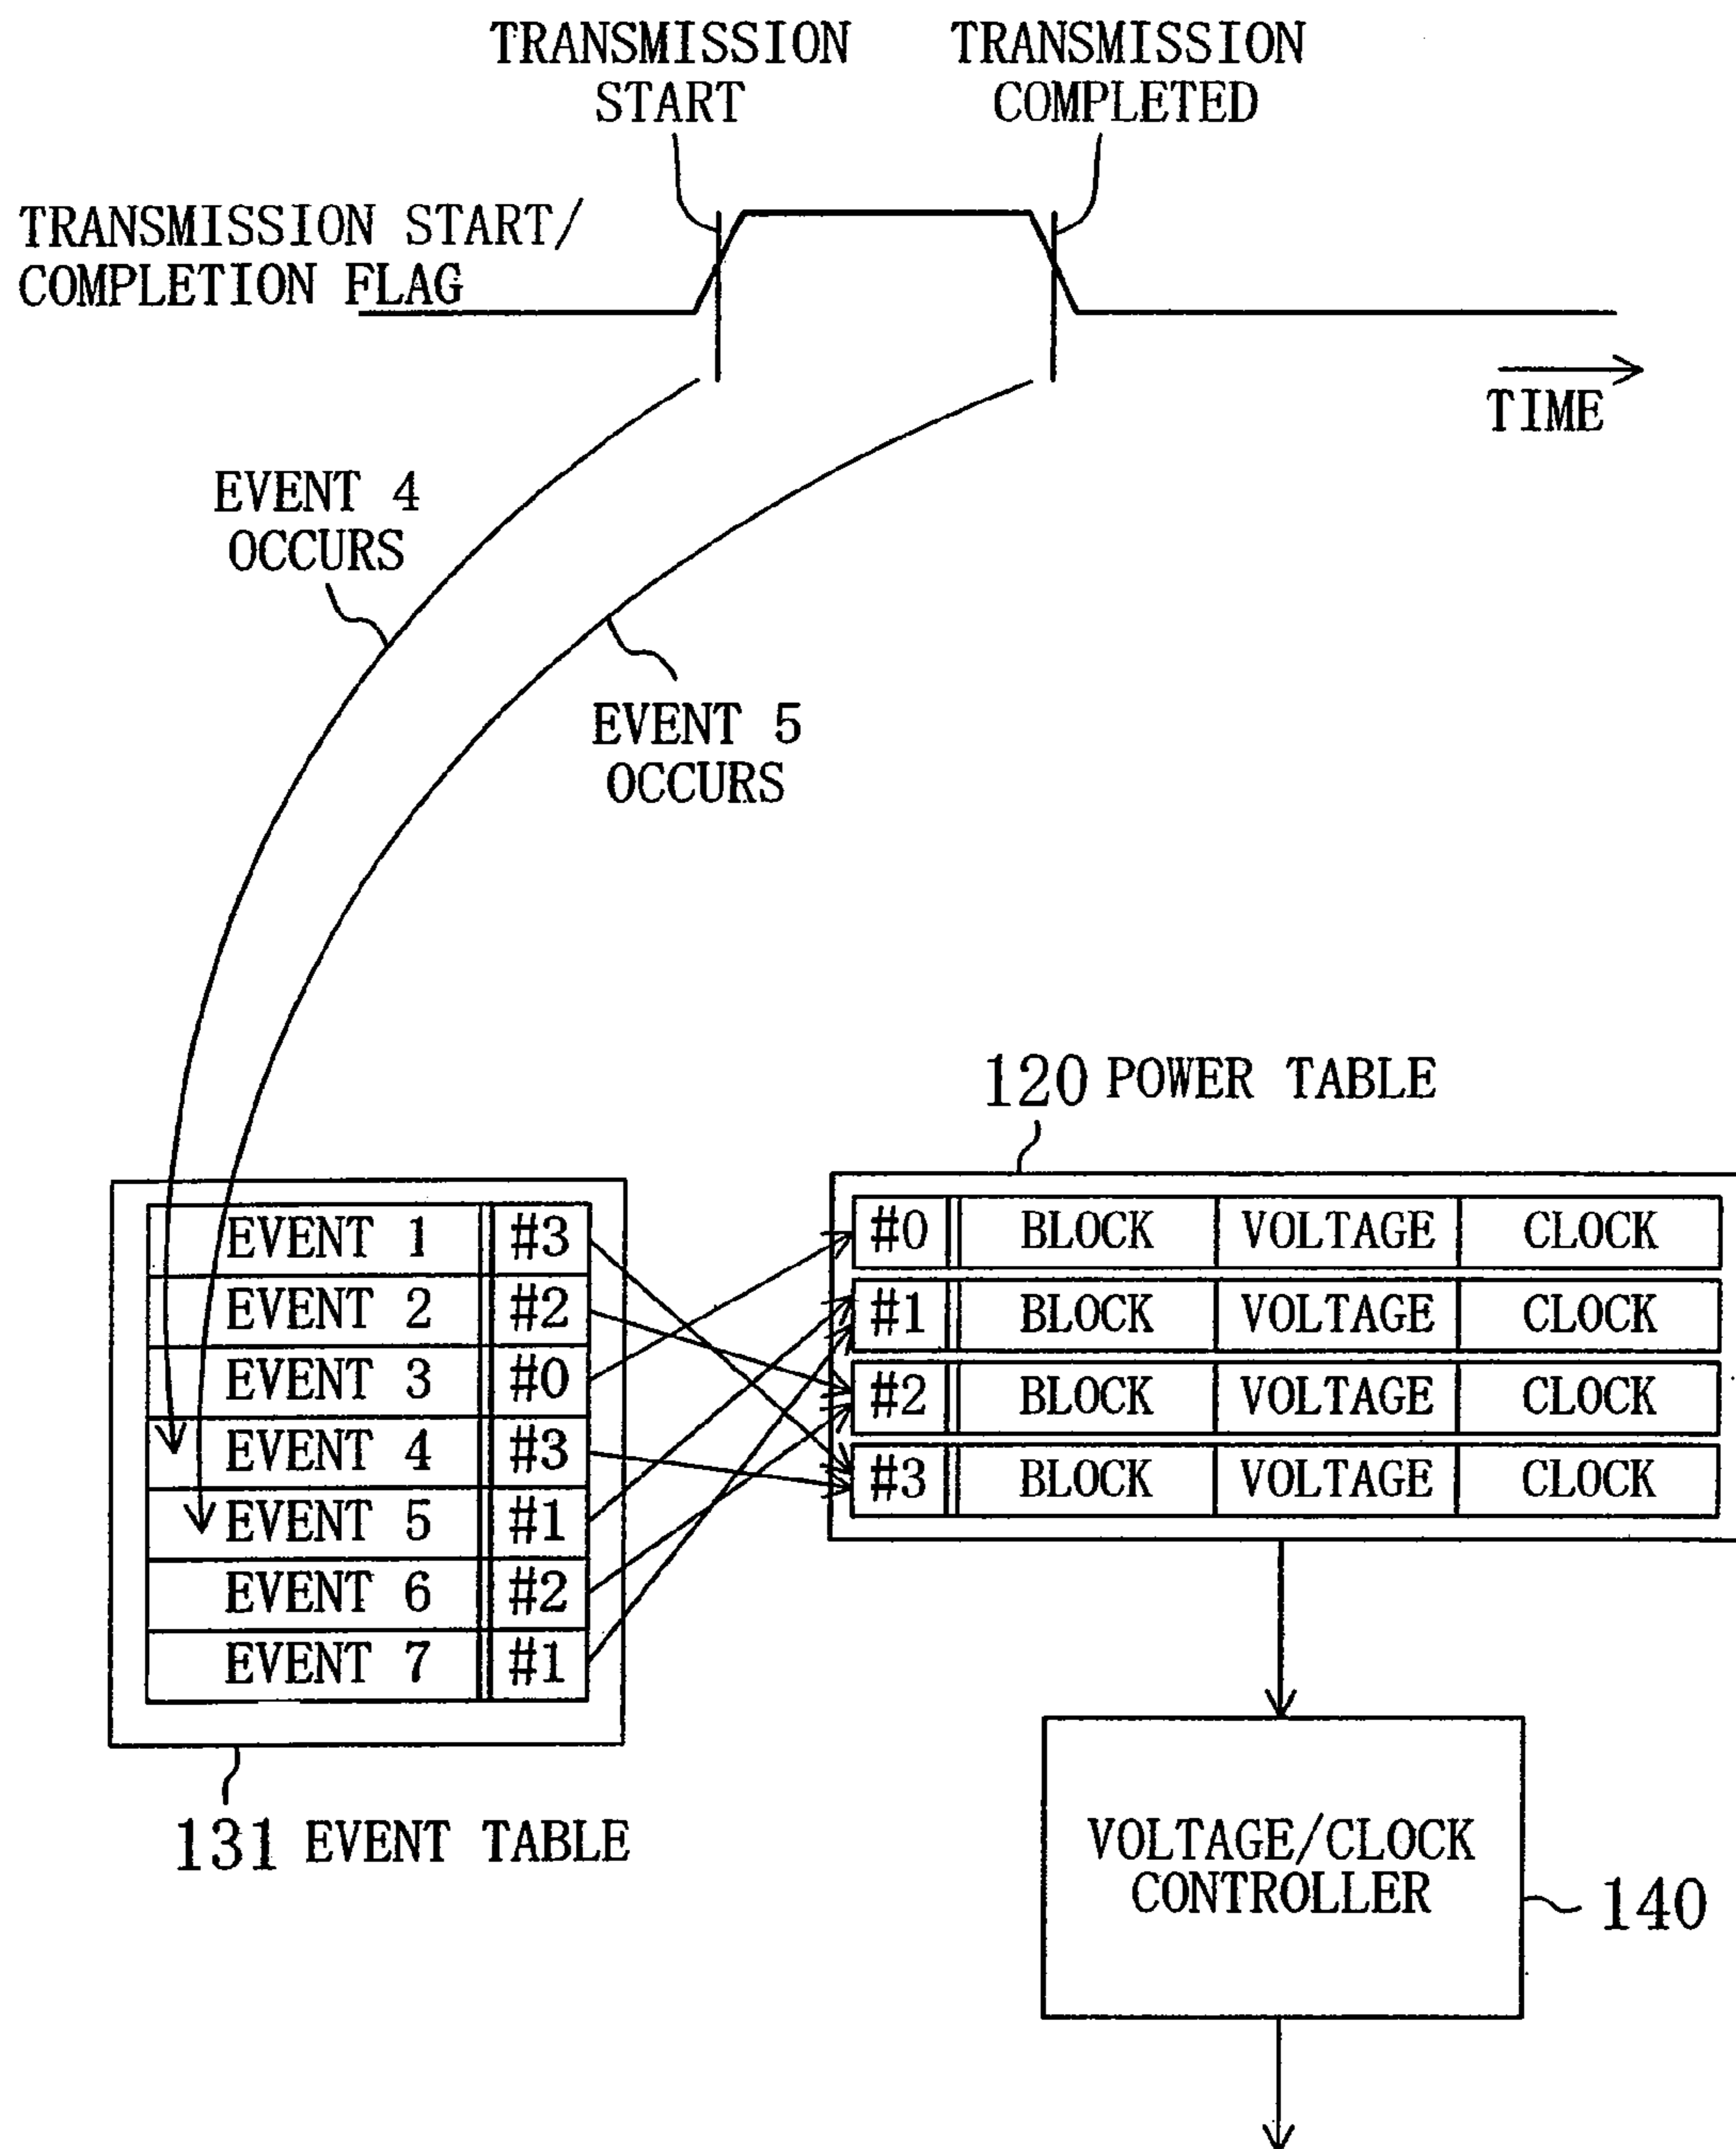 TRANSMISSION
START
TRANSMISSION
COMPLETED
TRANSMISSION START/
COMPLETION FLAG
TIME
EVENT 4
OCCURS
EVENT 5
OCCURS
120 POWER TABLE
EVENT 1 #3
EVENT 2 #2
EVENT 3 #0
EVENT 4 #3
EVENT 5 #1
EVENT 6 #2
EVENT 7 #1
#0 BLOCK VOLTAGE CLOCK
#1 BLOCK VOLTAGE CLOCK
#2 BLOCK VOLTAGE CLOCK
#3 BLOCK VOLTAGE CLOCK
131 EVENT TABLE
VOLTAGE/CLOCK
CONTROLLER
140